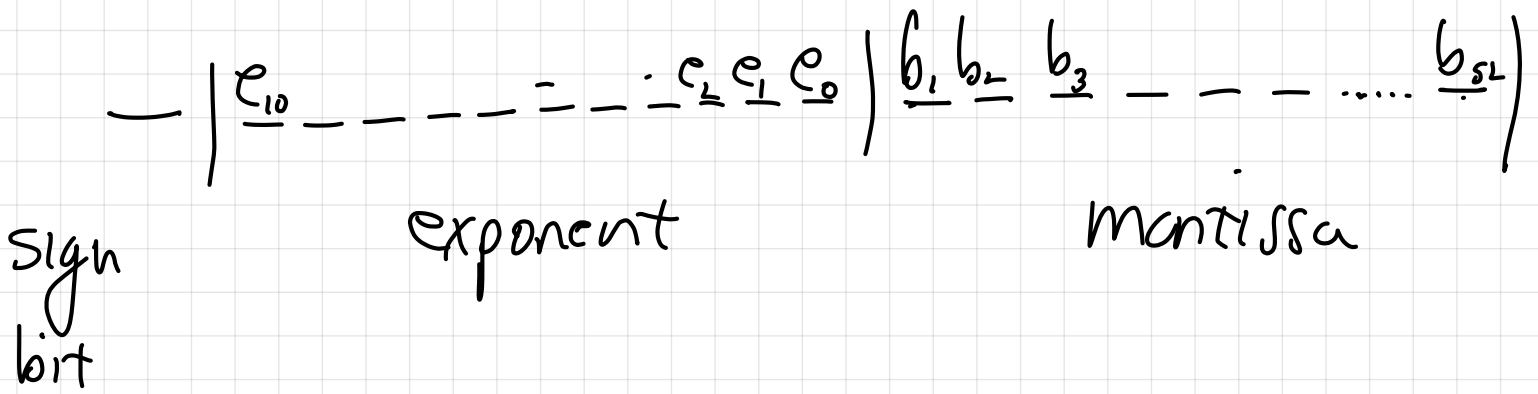 — | e₁₀ _ _ _ _ _ _ _ e₂ e₁ e₀ | b₁ b₂ b₃ _ _ _ ...... b₅₂ |
sign exponent mantissa
bit